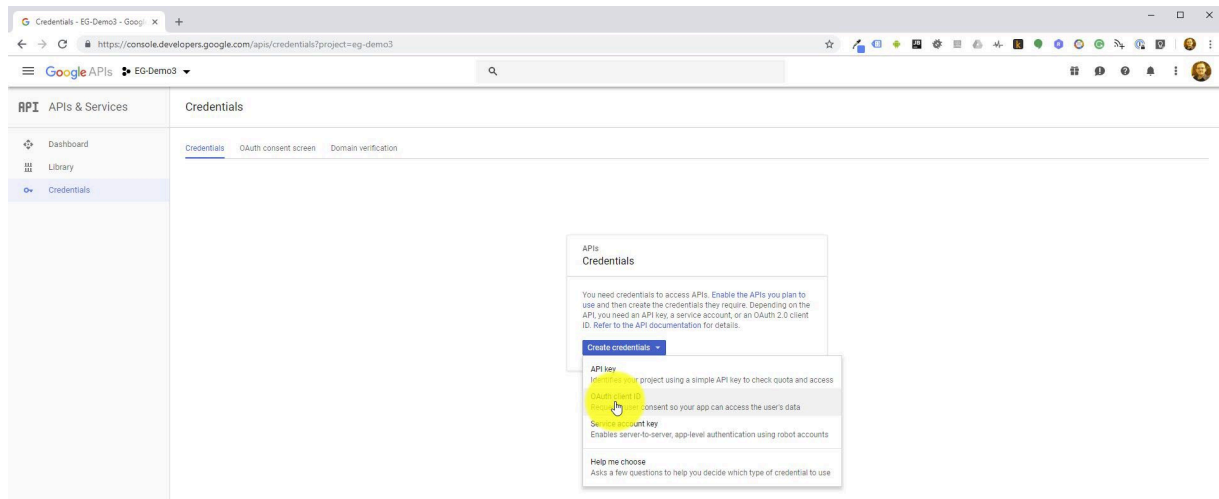 Credentials - EG-Demo3 - Googl
https://console.developers.google.com/apis/credentials?project=eg-demo3
Google APIs EG-Demo3
API APIs & Services
Credentials
Dashboard
Library
Credentials
Credentials OAuth consent screen Domain verification
APIs
Credentials
You need credentials to access APIs. Enable the APIs you plan to
use and then create the credentials they require. Depending on the
API, you need an API key, a service account, or an OAuth 2.0 client
ID. Refer to the API documentation for details.
Create credentials
API key
Identifies your project using a simple API key to check quota and access
OAuth client ID
Requests user consent so your app can access the user's data
Service account key
Enables server-to-server, app-level authentication using robot accounts
Help me choose
Asks a few questions to help you decide which type of credential to use